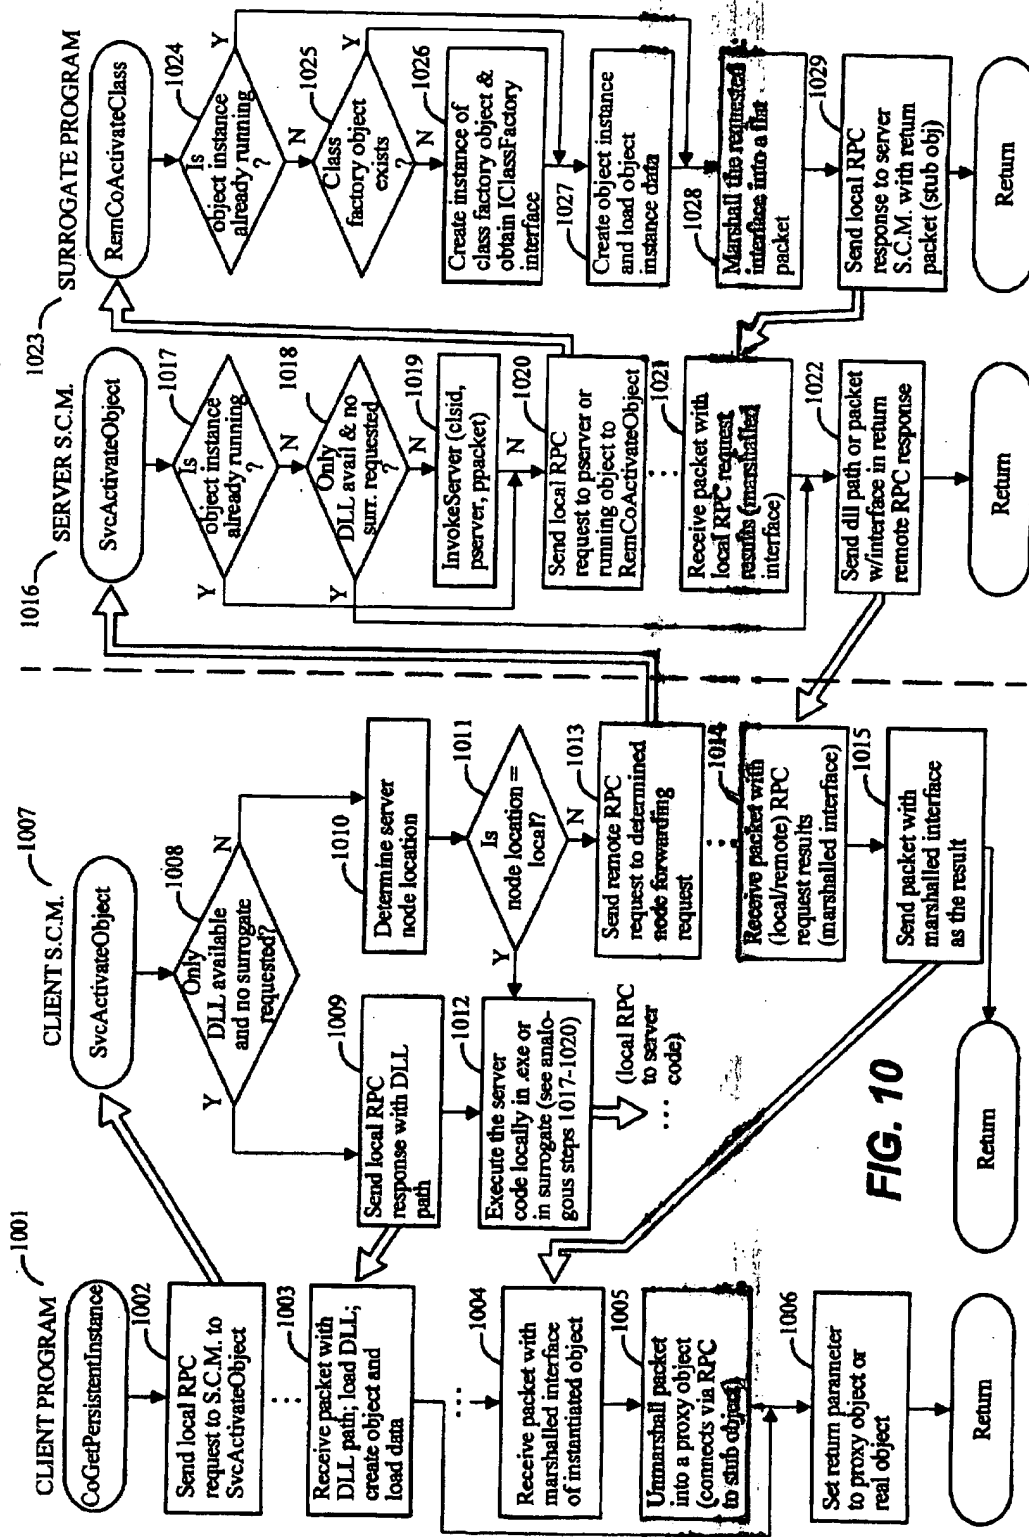 CLIENT PROGRAM
1001
CoGetPersistentInstance
1002
Send local RPC
request to S.C.M. to
SvcActivateObject
1003
Receive packet with
DLL path; load DLL;
create object and
load data
1004
Receive packet with
marshalled interface
of instantiated object
1005
Unmarshall packet
into a proxy object
(connects via RPC
to stub object)
1006
Set return parameter
to proxy object or
real object
Return
CLIENT S.C.M.
1007
SvcActivateObject
1008
Only
DLL available
and no surrogate
requested?
Y
N
1009
Send local RPC
response with DLL
path
1010
Determine server
node location
1011
Is
node location =
local?
Y
N
1012
Execute the server
code locally in .exe or
in surrogate (see analo-
gous steps 1017-1020)
(local RPC
to server
code)
1013
Send remote RPC
request to determined
node forwarding
request
1014
Receive packet with
(local/remote) RPC
request results
(marshalled interface)
1015
Send packet with
marshalled interface
as the result
Return
FIG. 10
1016
SERVER S.C.M.
SvcActivateObject
1017
Is
object instance
already running
?
Y
N
1018
Only
DLL avail & no
surr. requested
?
Y
N
1019
InvokeServer (clsid,
pserver, ppacket)
N
1020
Send local RPC
request to pserver or
running object to
RemCoActivateObject
1021
Receive packet with
local RPC request
results (marshalled
interface)
1022
Send dll path or packet
w/interface in return
remote RPC response
Return
1023
SURROGATE PROGRAM
RemCoActivateClass
1024
Is
object instance
already running
?
Y
N
1025
Class
factory object
exists
?
Y
N
1026
Create instance of
class factory object &
obtain IClassFactory
interface
1027
Create object instance
and load object
instance data
1028
Marshall the requested
interface into a flat
packet
1029
Send local RPC
response to server
S.C.M. with return
packet (stub obj)
Return